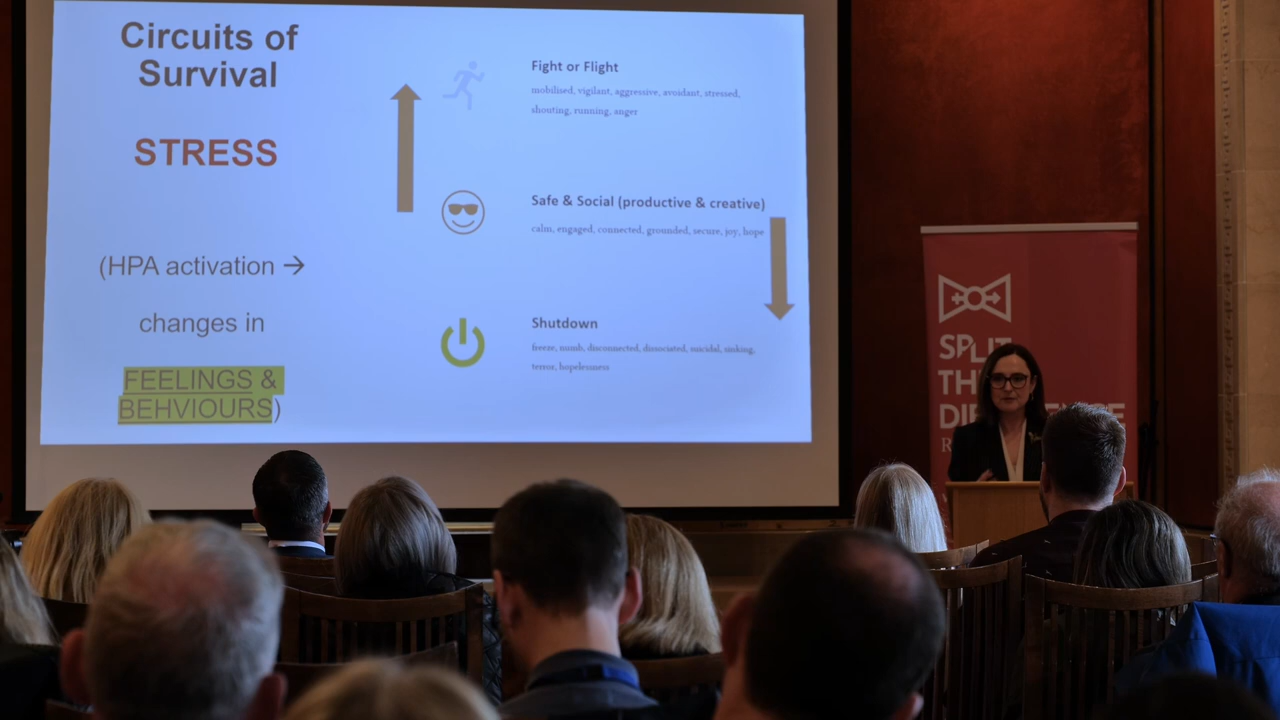 Circuits of
Survival
STRESS
(HPA activation →
changes in
FEELINGS &
BEHVIOURS)
Fight or Flight
mobilised, vigilant, aggressive, avoidant, stressed,
shouting, running, anger
Safe & Social (productive & creative)
calm, engaged, connected, grounded, secure, joy, hope
Shutdown
freeze, numb, disconnected, dissociated, suicidal, sinking,
terror, hopelessness
SPLIT